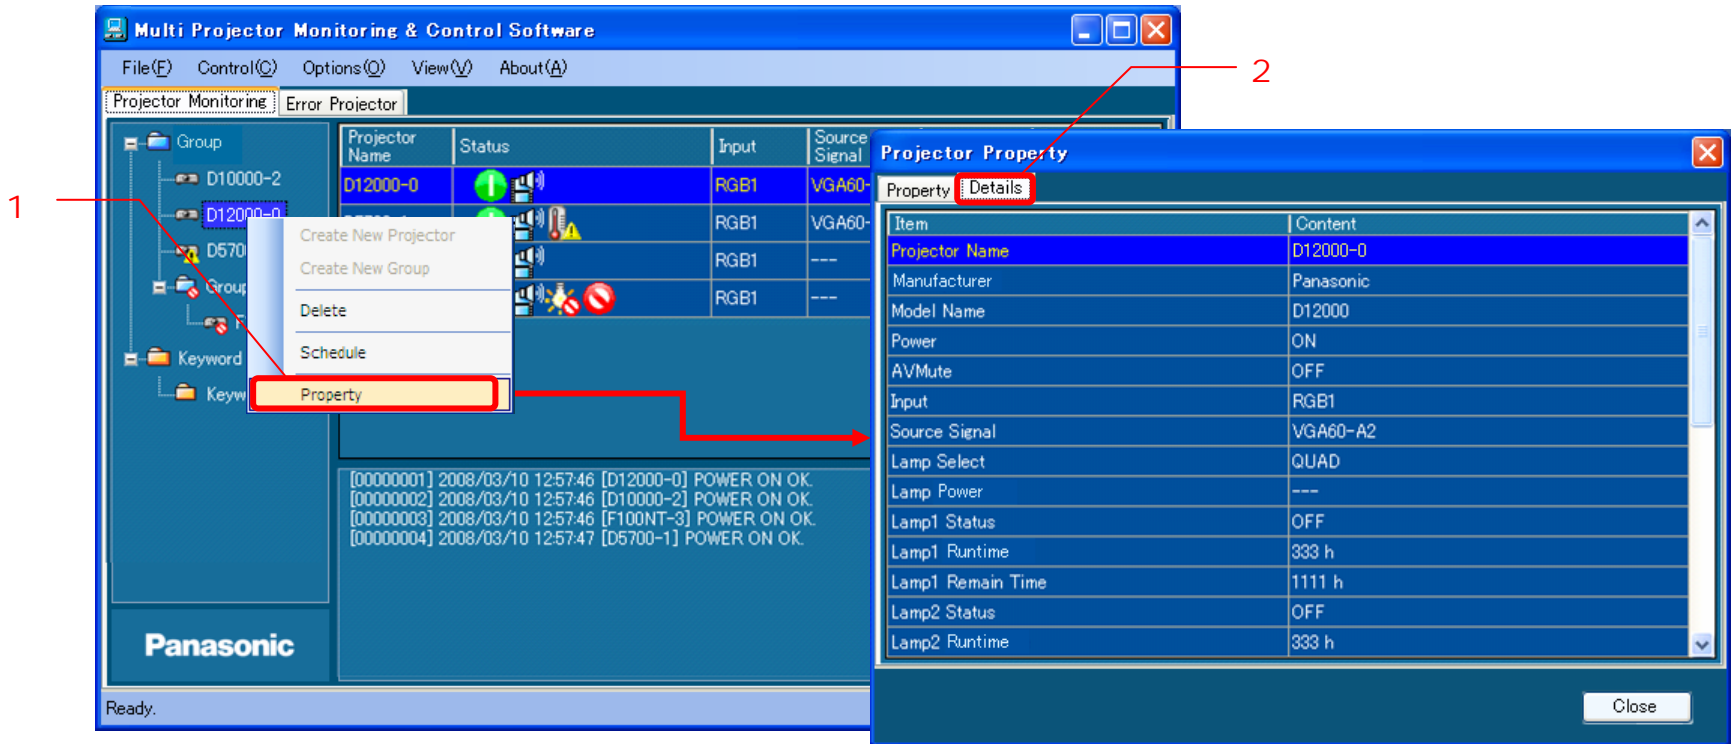 Multi Projector Monitoring & Control Software
File(F) Control(C) Options(O) View(V) About(A)
2
Projector Monitoring Error Projector
Group
D10000-2
D12000-0
Keyword
1
Projector Name Status Input Source Signal
D12000-0 RGB1
RGB1
RGB1 ---
RGB1 ---
Create New Projector
Create New Group
Delete
Schedule
Property
[00000001] 2008/03/10 12:57:46 [D12000-0] POWER ON OK.
[00000002] 2008/03/10 12:57:46 [D10000-2] POWER ON OK.
[00000003] 2008/03/10 12:57:46 [F100NT-3] POWER ON OK.
[00000004] 2008/03/10 12:57:47 [D5700-1] POWER ON OK.
Panasonic
Ready.
Projector Property
Property Details
Item Content
Projector Name D12000-0
Manufacturer Panasonic
Model Name D12000
Power ON
AVMute OFF
Input RGB1
Source Signal VGA60-A2
Lamp Select QUAD
Lamp Power ---
Lamp1 Status OFF
Lamp1 Runtime 333 h
Lamp1 Remain Time 1111 h
Lamp2 Status OFF
Lamp2 Runtime 333 h
Close